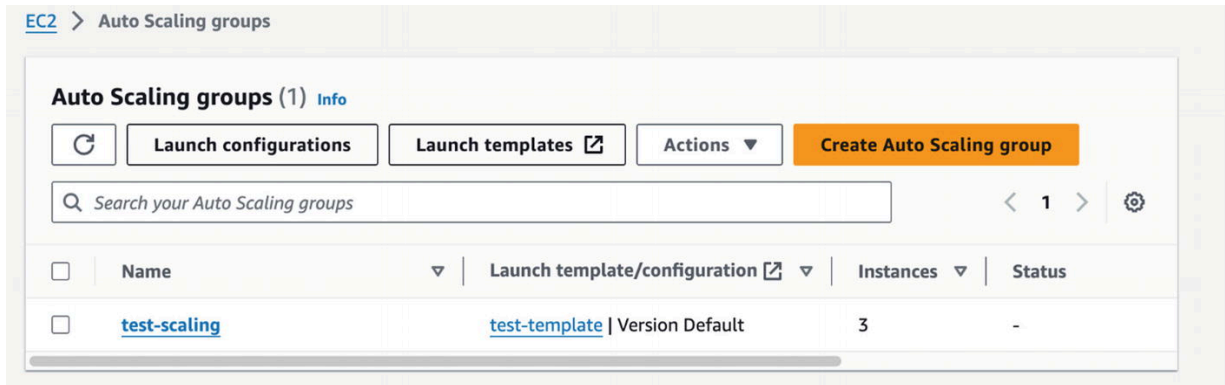 EC2 > Auto Scaling groups
Auto Scaling groups (1) Info
Launch configurations Launch templates Actions Create Auto Scaling group
Search your Auto Scaling groups < 1 >
Name Launch template/configuration Instances Status
test-scaling test-template | Version Default 3 -